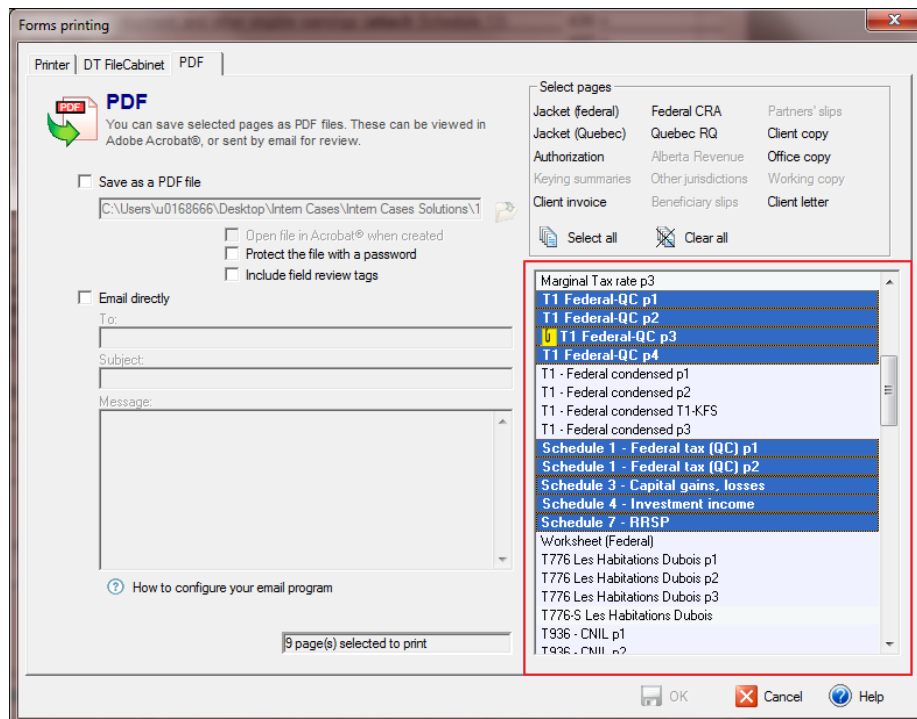 Forms printing
Printer DT FileCabinet PDF
PDF
PDF
You can save selected pages as PDF files. These can be viewed in
Adobe Acrobat®, or sent by email for review.
Save as a PDF file
C:\Users\u0168666\Desktop\Intern Cases\Intern Cases Solutions\1
Open file in Acrobat® when created
Protect the file with a password
Include field review tags
Email directly
To:
Subject:
Message:
How to configure your email program
9 page(s) selected to print
Select pages
Jacket (federal) Federal CRA Partners' slips
Jacket (Quebec) Quebec RQ Client copy
Authorization Alberta Revenue Office copy
Keying summaries Other jurisdictions Working copy
Client invoice Beneficiary slips Client letter
Select all Clear all
Marginal Tax rate p3
T1 Federal-QC p1
T1 Federal-QC p2
T1 Federal-QC p3
T1 Federal-QC p4
T1 - Federal condensed p1
T1 - Federal condensed p2
T1 - Federal condensed T1-KFS
T1 - Federal condensed p3
Schedule 1 - Federal tax (QC) p1
Schedule 1 - Federal tax (QC) p2
Schedule 3 - Capital gains, losses
Schedule 4 - Investment income
Schedule 7 - RRSP
Worksheet (Federal)
T776 Les Habitations Dubois p1
T776 Les Habitations Dubois p2
T776 Les Habitations Dubois p3
T776-S Les Habitations Dubois
T936 - CNIL p1
T936 - CNIL p2
OK Cancel Help